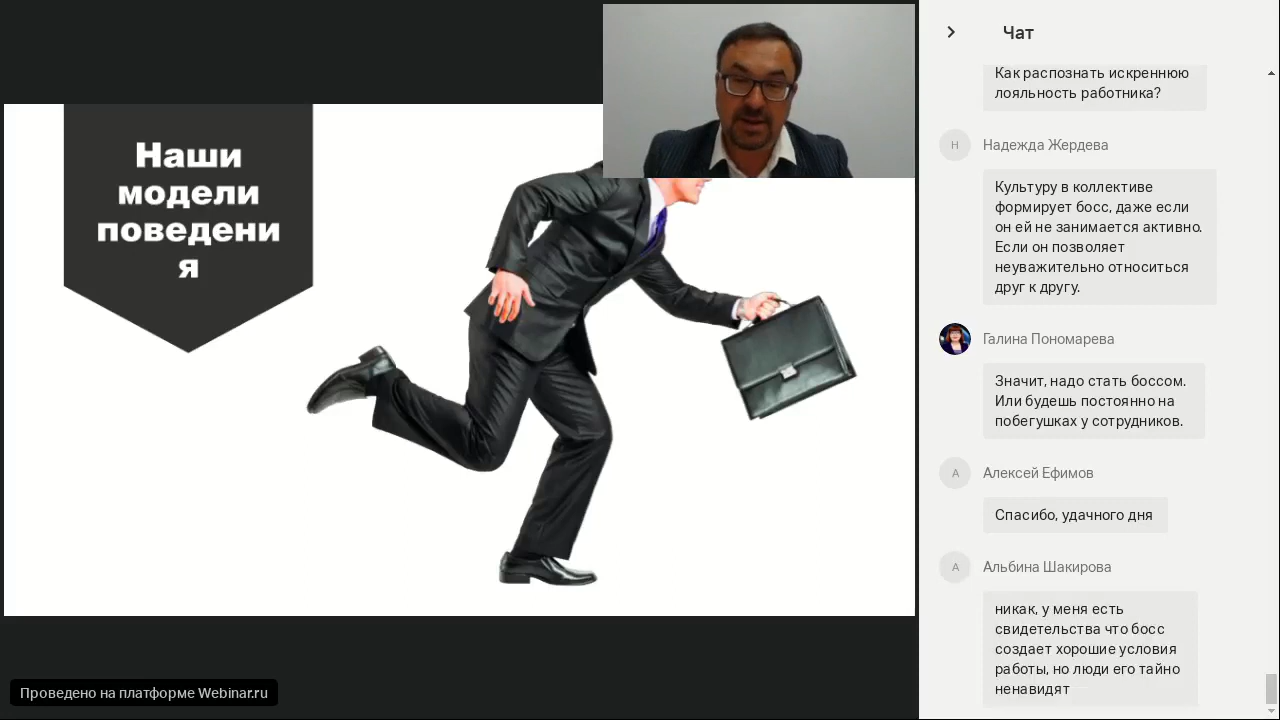 Наши
модели
поведени
я
Проведено на платформе Webinar.ru
Чат
Как распознать искреннюю
лояльность работника?
Н
Надежда Жердева
Культуру в коллективе
формирует босс, даже если
он ей не занимается активно.
Если он позволяет
неуважительно относиться
друг к другу.
Галина Пономарева
Значит, надо стать боссом.
Или будешь постоянно на
побегушках у сотрудников.
А
Алексей Ефимов
Спасибо, удачного дня
А
Альбина Шакирова
никак, у меня есть
свидетельства что босс
создает хорошие условия
работы, но люди его тайно
ненавидят